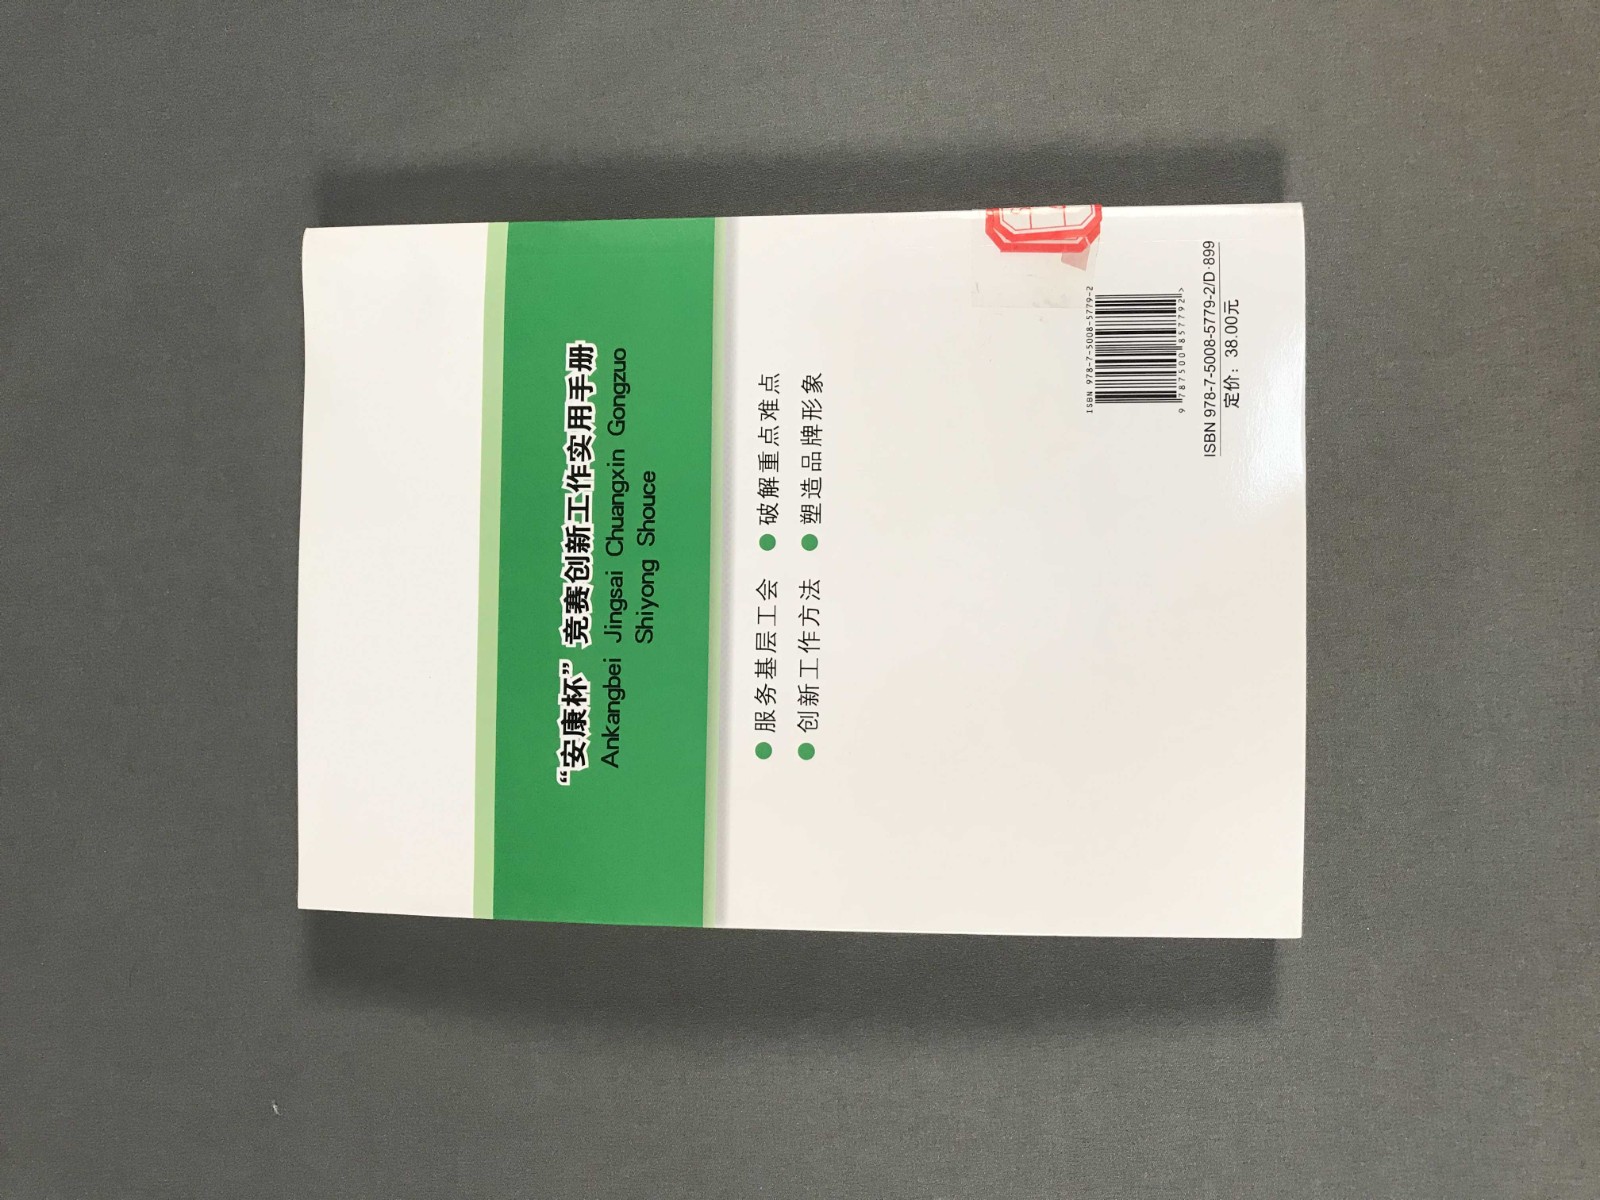 “安康杯”竞赛创新工作实用手册
Ankangbei Jingsai Chuangxin Gongzuo
Shiyong Shouce
● 服务基层工会 ● 破解重点难点
● 创新工作方法 ● 塑造品牌形象
ISBN 978-7-5008-5779-2
9 787500 857792 >
ISBN 978-7-5008-5779-2/D·899
定价：38.00元